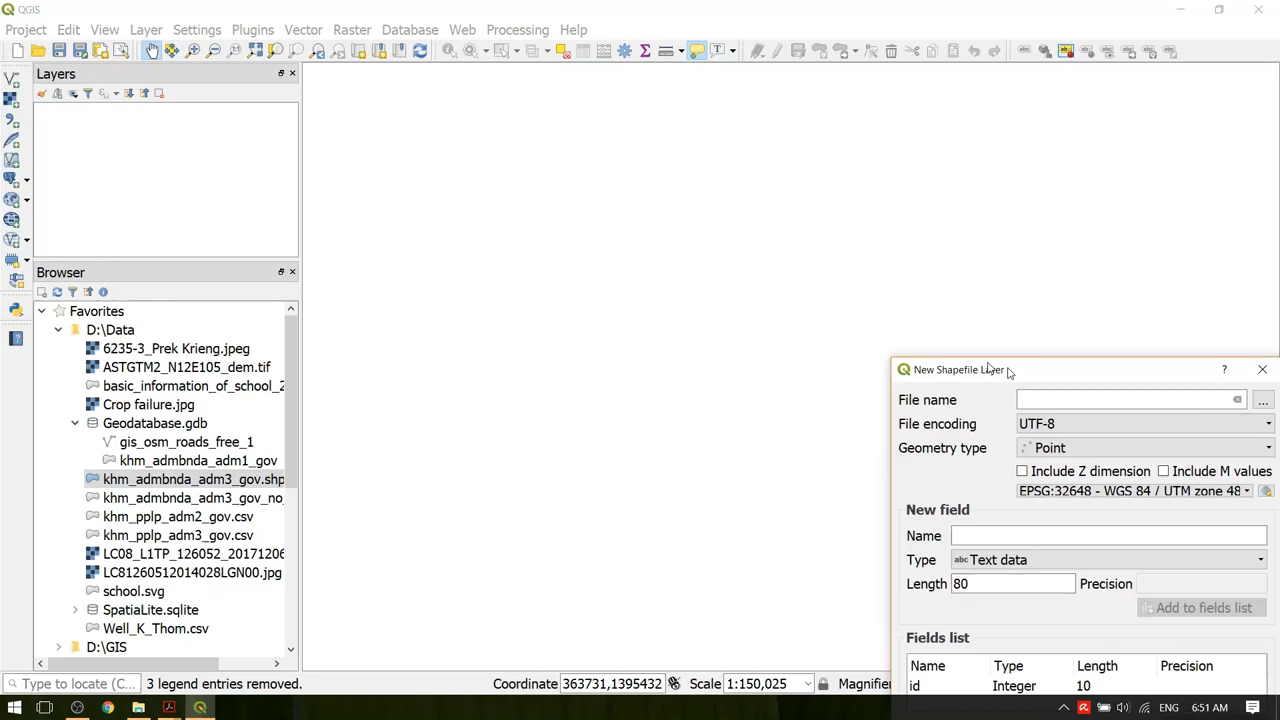 QGIS
Project Edit View Layer Settings Plugins Vector Raster Database Web Processing Help
Layers
Browser
Favorites
D:\Data
6235-3_Prek Krieng.jpeg
ASTGTM2_N12E105_dem.tif
basic_information_of_school_2
Crop failure.jpg
Geodatabase.gdb
gis_osm_roads_free_1
khm_admbnda_adm1_gov
khm_admbnda_adm3_gov.shp
khm_admbnda_adm3_gov_no_
khm_pplp_adm2_gov.csv
khm_pplp_adm3_gov.csv
LC08_L1TP_126052_20171206
LC81260512014028LGN00.jpg
school.svg
SpatiaLite.sqlite
Well_K_Thom.csv
D:\GIS
New Shapefile Layer
File name
...
File encoding UTF-8
Geometry type Point
Include Z dimension Include M values
EPSG:32648 - WGS 84 / UTM zone 48
New field
Name
Type abc Text data
Length 80 Precision
Add to fields list
Fields list
Name Type Length Precision
id Integer 10
Type to locate (C... 3 legend entries removed. Coordinate 363731,1395432 Scale 1:150,025 Magnifier
ENG 6:51 AM